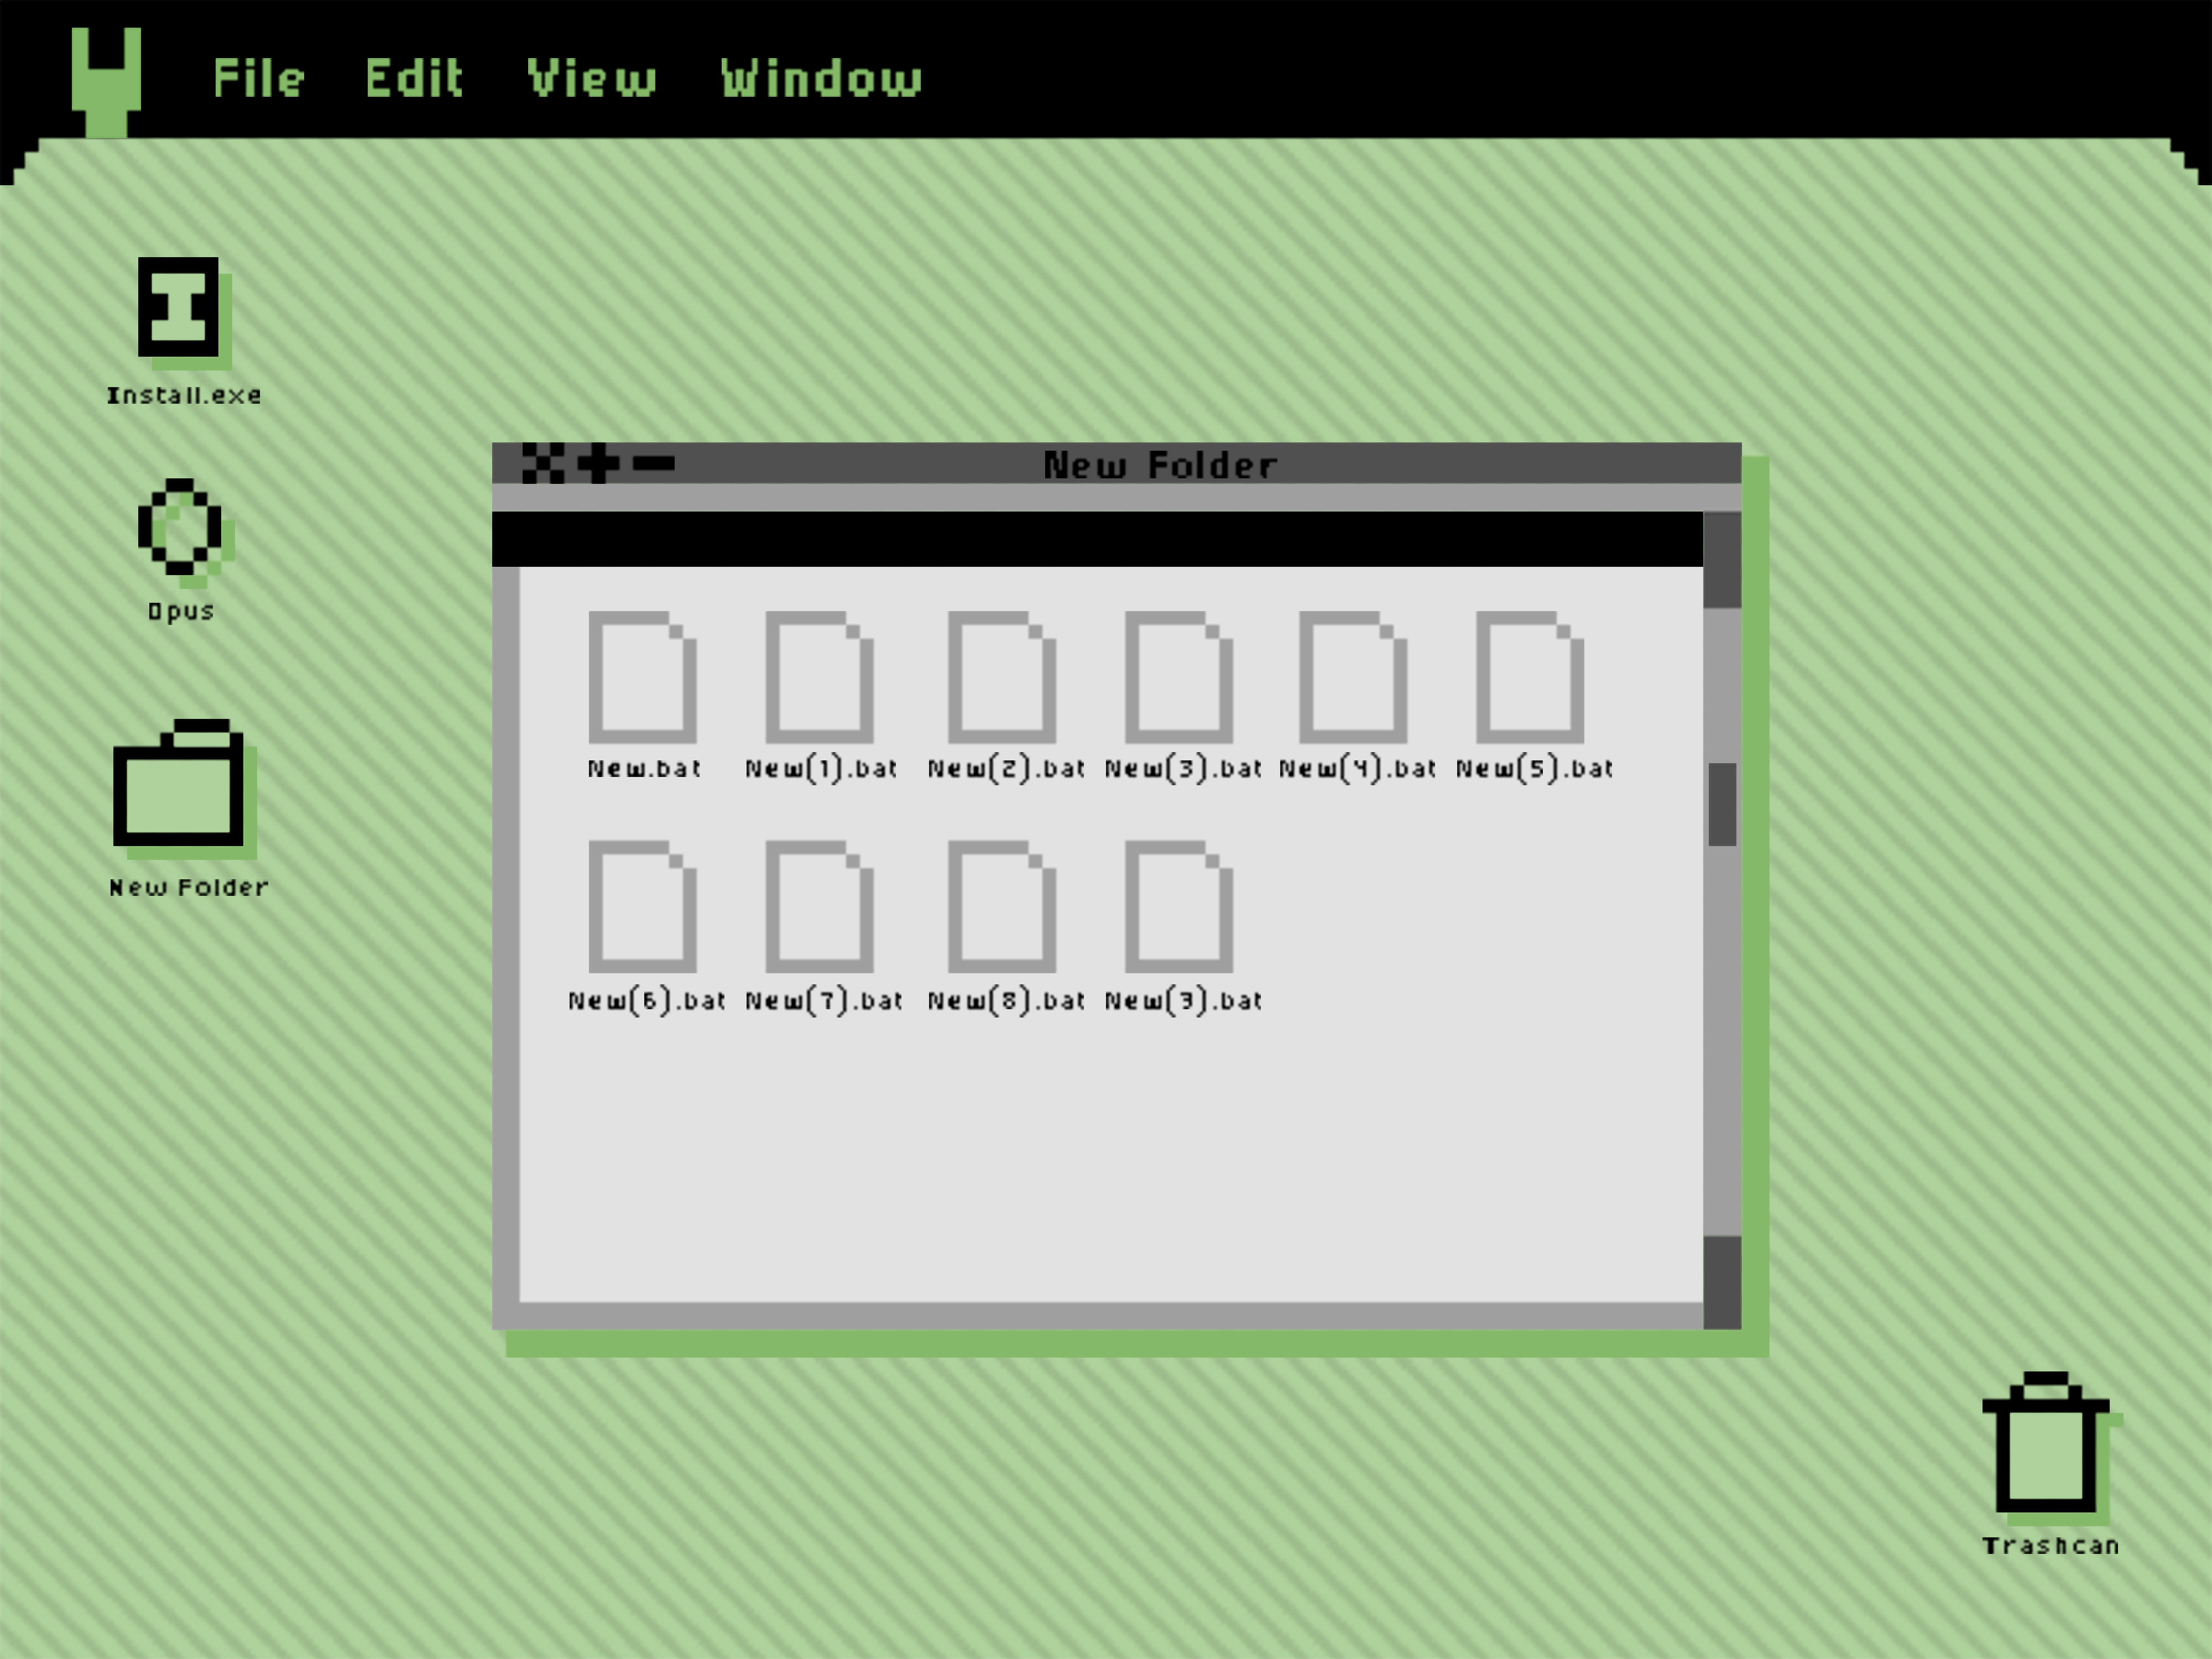 File Edit View Window
Install.exe
Opus
New Folder
New Folder
New.bat New(1).bat New(2).bat New(3).bat New(4).bat New(5).bat
New(6).bat New(7).bat New(8).bat New(9).bat
Trashcan